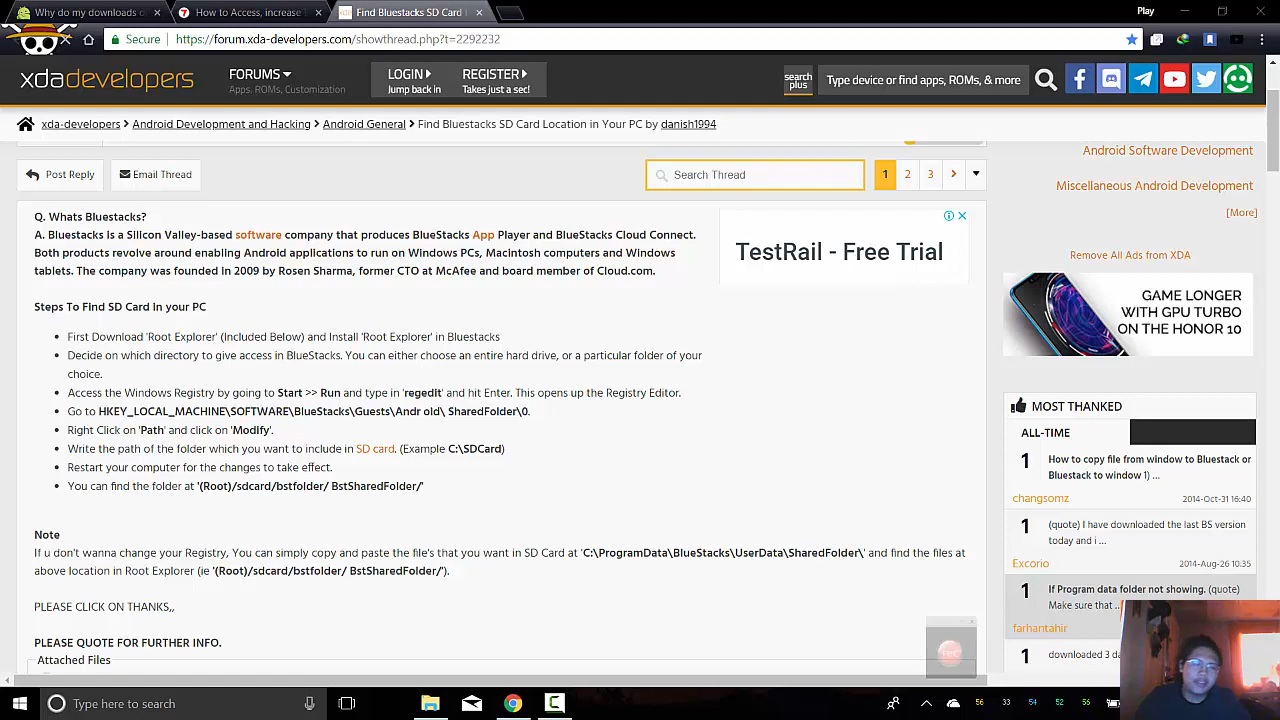 Why do my downloads d
How to Access, increase
Find Bluestacks SD Card
Play
Secure
https://forum.xda-developers.com/showthread.php?t=2292232
xdadevelopers
FORUMS
Apps, ROMs, Customization
LOGIN
Jump back in
REGISTER
Takes just a sec!
search plus
Type device or find apps, ROMs, & more
xda-developers
Android Development and Hacking
Android General
Find Bluestacks SD Card Location in Your PC by danish1994
Post Reply
Email Thread
Search Thread
1 2 3
Android Software Development
Miscellaneous Android Development
[More]
Remove All Ads from XDA
Q. Whats Bluestacks?
A. Bluestacks is a Silicon Valley-based software company that produces BlueStacks App Player and BlueStacks Cloud Connect.
Both products revolve around enabling Android applications to run on Windows PCs, Macintosh computers and Windows
tablets. The company was founded in 2009 by Rosen Sharma, former CTO at McAfee and board member of Cloud.com.
TestRail - Free Trial
Steps To Find SD Card In your PC
First Download 'Root Explorer' (Included Below) and Install 'Root Explorer' in Bluestacks
Decide on which directory to give access in BlueStacks. You can either choose an entire hard drive, or a particular folder of your
choice.
Access the Windows Registry by going to Start >> Run and type in 'regedit' and hit Enter. This opens up the Registry Editor.
Go to HKEY_LOCAL_MACHINE\SOFTWARE\BlueStacks\Guests\Andr oid\ SharedFolder\0.
Right Click on 'Path' and click on 'Modify'.
Write the path of the folder which you want to include in SD card. (Example C:\SDCard)
Restart your computer for the changes to take effect.
You can find the folder at '(Root)/sdcard/bstfolder/ BstSharedFolder/'
Note
If u don't wanna change your Registry, You can simply copy and paste the file's that you want in SD Card at 'C:\ProgramData\BlueStacks\UserData\SharedFolder\' and find the files at
above location in Root Explorer (ie '(Root)/sdcard/bstfolder/ BstSharedFolder/').
PLEASE CLICK ON THANKS,,
PLEASE QUOTE FOR FURTHER INFO.
Attached Files
GAME LONGER
WITH GPU TURBO
ON THE HONOR 10
MOST THANKED
ALL-TIME
1
How to copy file from window to Bluestack or
Bluestack to window 1) ...
changsomz
2014-Oct-31 16:40
1
(quote) I have downloaded the last BS version
today and i ...
Excorio
2014-Aug-26 10:35
1
If Program data folder not showing. (quote)
Make sure that ...
farhantahir
1
downloaded 3 da
rec
Type here to search
56 33 54 52 56